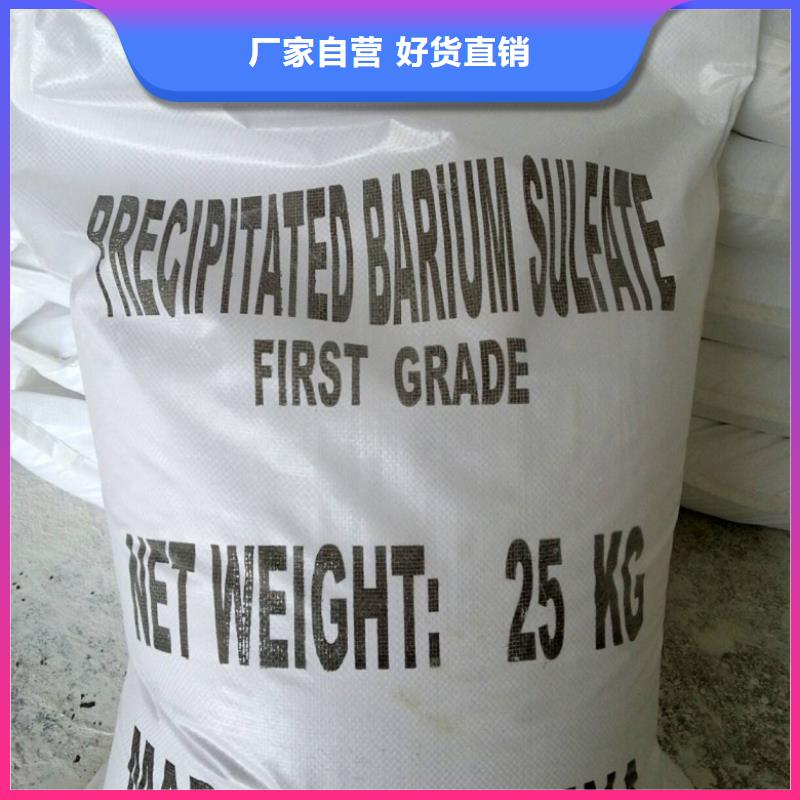 厂家自营 好货直销
PRECIPITATED BARIUM SULFATE
FIRST GRADE
NET WEIGHT: 25 KG